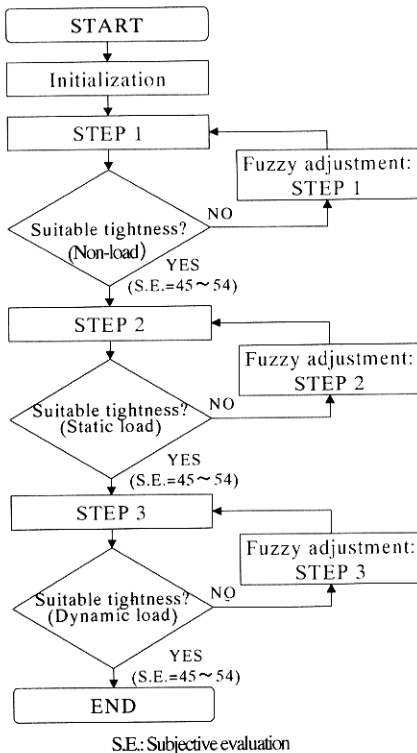 START
Initialization
STEP 1
Fuzzy adjustment:
STEP 1
Suitable tightness?
(Non-load)
NO
YES
(S.E.=45～54)
STEP 2
Fuzzy adjustment:
STEP 2
Suitable tightness?
(Static load)
NO
YES
(S.E.=45～54)
STEP 3
Fuzzy adjustment:
STEP 3
Suitable tightness?
(Dynamic load)
NO
YES
(S.E.=45～54)
END
S.E.: Subjective evaluation